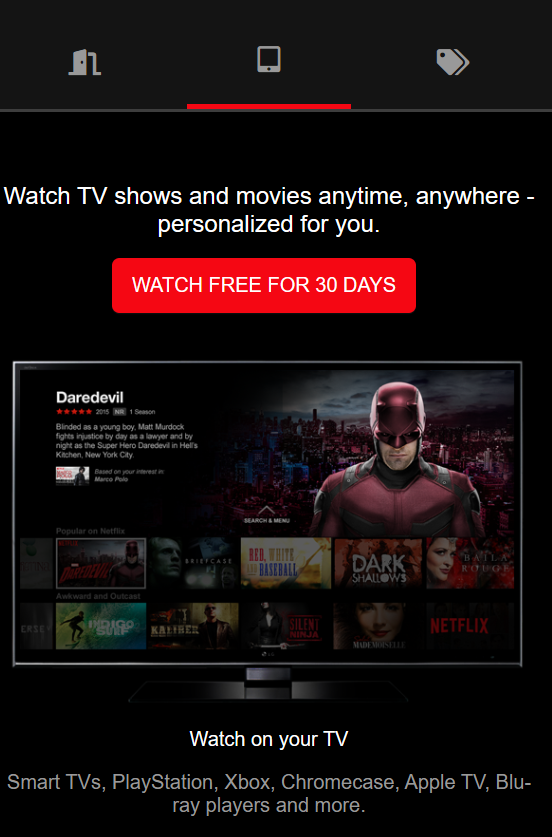 Watch TV shows and movies anytime, anywhere -
personalized for you.
WATCH FREE FOR 30 DAYS
Daredevil
2015 NR 1 Season
Blinded as a young boy, Matt Murdock
fights injustice by day as a lawyer and by
night as the Super Hero Daredevil in Hell's
Kitchen, New York City.
Based on your interest in
Marco Polo
SEARCH & MENU
Popular on Netflix
DAREDEVIL
BRIEFCASE
RED, WHITE
AND
BASEBALL
DARK
SHALLOWS
BAILA
ROUGE
Awkward and Outcast
ERSEY
INDIGO
SURF
KALIBER
SILENT
NINJA
MADEMOISELLE
NETFLIX
Watch on your TV
Smart TVs, PlayStation, Xbox, Chromecase, Apple TV, Blu-
ray players and more.